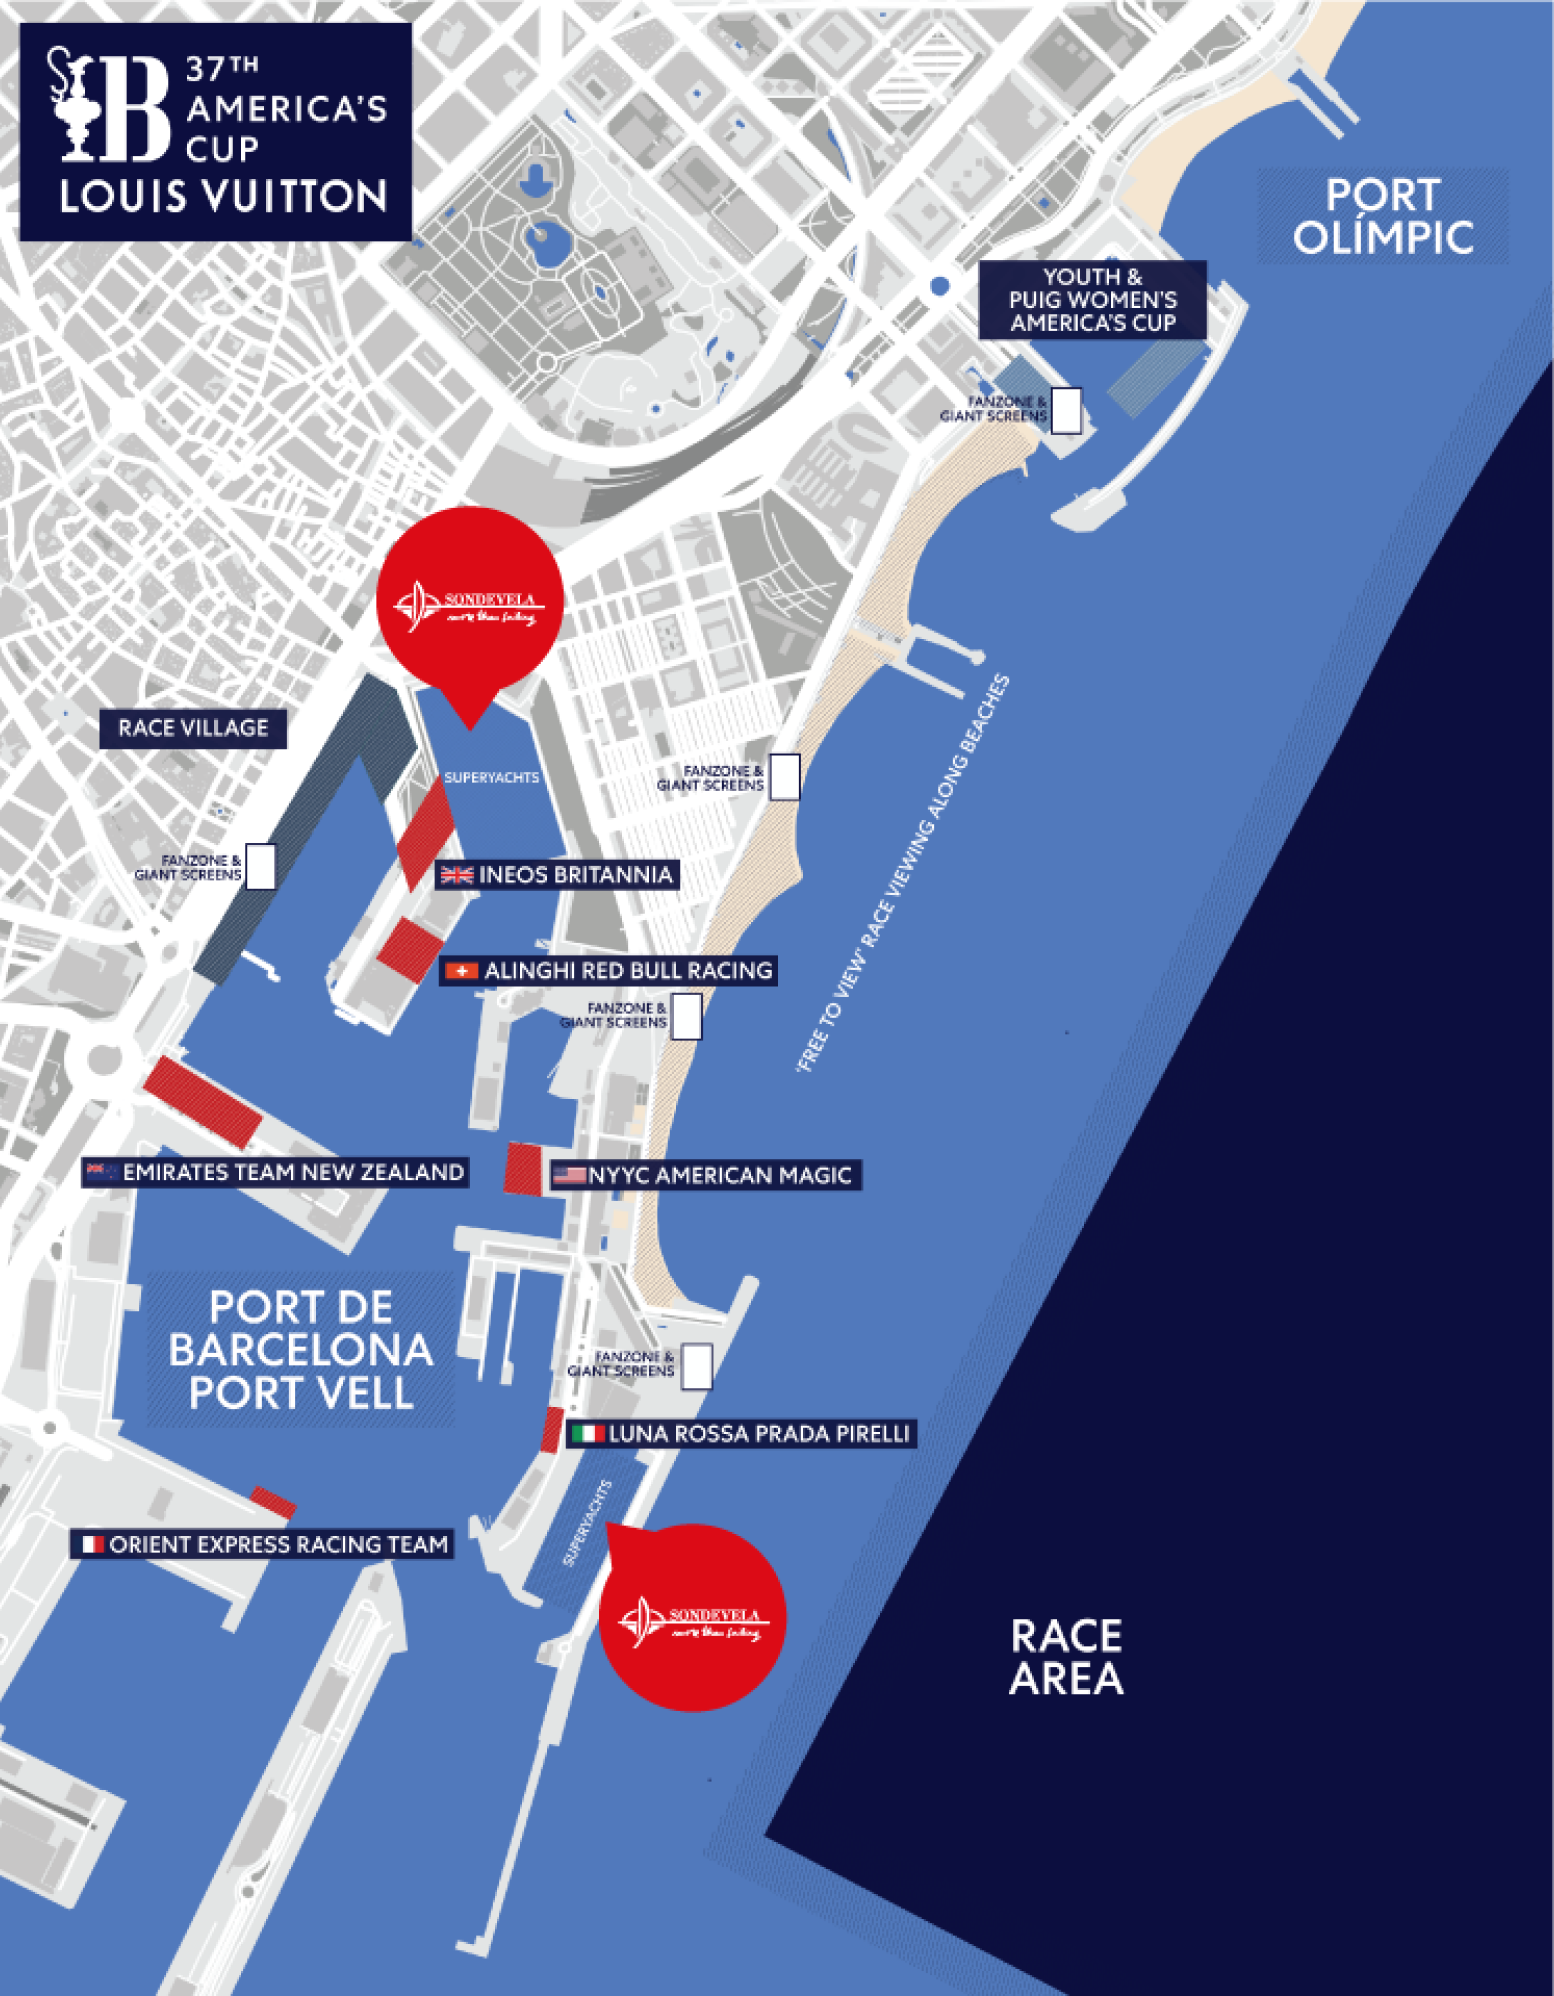 37TH
AMERICA'S
CUP
LOUIS VUITTON
PORT
OLÍMPIC
YOUTH &
PUIG WOMEN'S
AMERICA'S CUP
FANZONE &
GIANT SCREENS
SONDEVELA
more than sailing
RACE VILLAGE
SUPERYACHTS
FANZONE &
GIANT SCREENS
'FREE TO VIEW' RACE VIEWING ALONG BEACHES
FANZONE &
GIANT SCREENS
INEOS BRITANNIA
ALINGHI RED BULL RACING
FANZONE &
GIANT SCREENS
EMIRATES TEAM NEW ZEALAND
NYYC AMERICAN MAGIC
PORT DE
BARCELONA
PORT VELL
FANZONE &
GIANT SCREENS
LUNA ROSSA PRADA PIRELLI
SUPERYACHTS
ORIENT EXPRESS RACING TEAM
SONDEVELA
more than sailing
RACE
AREA